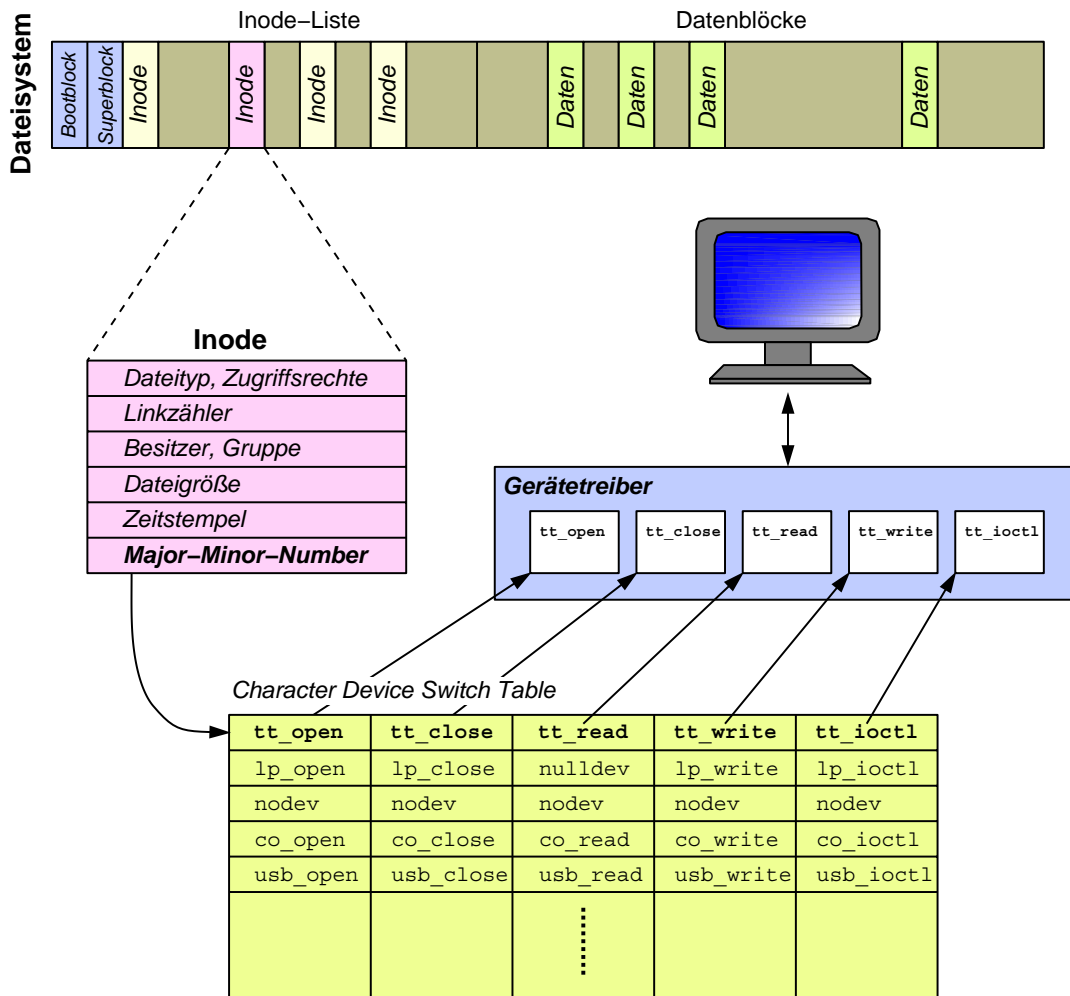 Inode–Liste Datenblöcke
Dateisystem
Bootblock Superblock Inode Inode Inode Inode Daten Daten Daten Daten
Inode
Dateityp, Zugriffsrechte
Linkzähler
Besitzer, Gruppe
Dateigröße
Zeitstempel
Major–Minor–Number
Gerätetreiber
tt_open tt_close tt_read tt_write tt_ioctl
Character Device Switch Table
tt_open tt_close tt_read tt_write tt_ioctl
lp_open lp_close nulldev lp_write lp_ioctl
nodev nodev nodev nodev nodev
co_open co_close co_read co_write co_ioctl
usb_open usb_close usb_read usb_write usb_ioctl